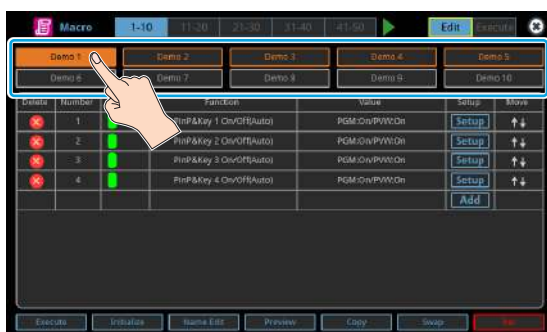 Macro 1-10 11-20 21-30 31-40 41-50 Edit Execute
Demo 1 Demo 2 Demo 3 Demo 4 Demo 5
Demo 6 Demo 7 Demo 8 Demo 9 Demo 10
Delete Number Function Value Setup Move
1 PinP&Key 1 On/Off(Auto) PGM:On/PVW:On Setup
2 PinP&Key 2 On/Off(Auto) PGM:On/PVW:On Setup
3 PinP&Key 3 On/Off(Auto) PGM:On/PVW:On Setup
4 PinP&Key 4 On/Off(Auto) PGM:On/PVW:On Setup
Add
Execute Initialize Name Edit Preview Copy Swap